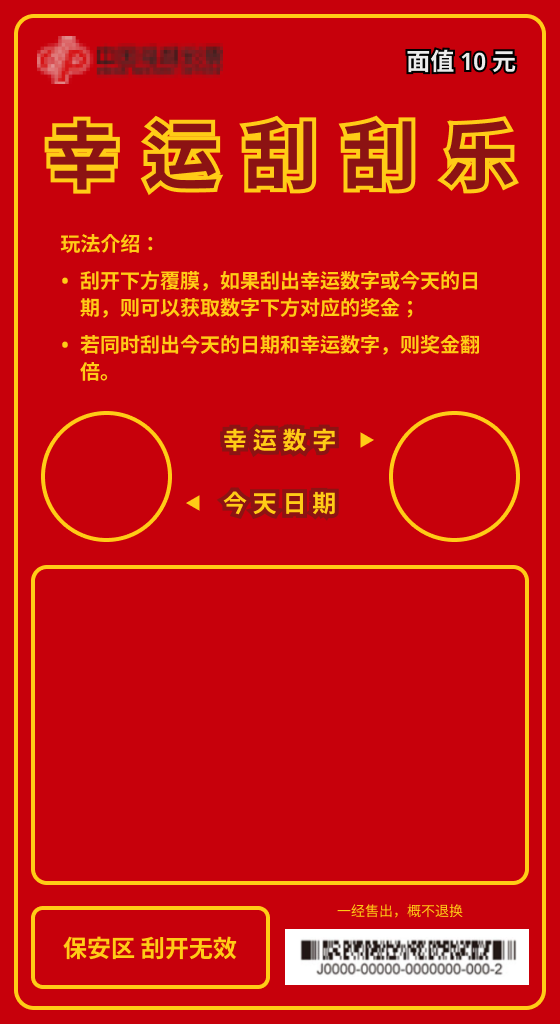 面值 10 元
幸运刮刮乐
玩法介绍：
• 刮开下方覆膜，如果刮出幸运数字或今天的日
期，则可以获取数字下方对应的奖金；
• 若同时刮出今天的日期和幸运数字，则奖金翻
倍。
幸运数字 ▶
◀ 今天日期
一经售出，概不退换
保安区 刮开无效
J0000-00000-0000000-000-2